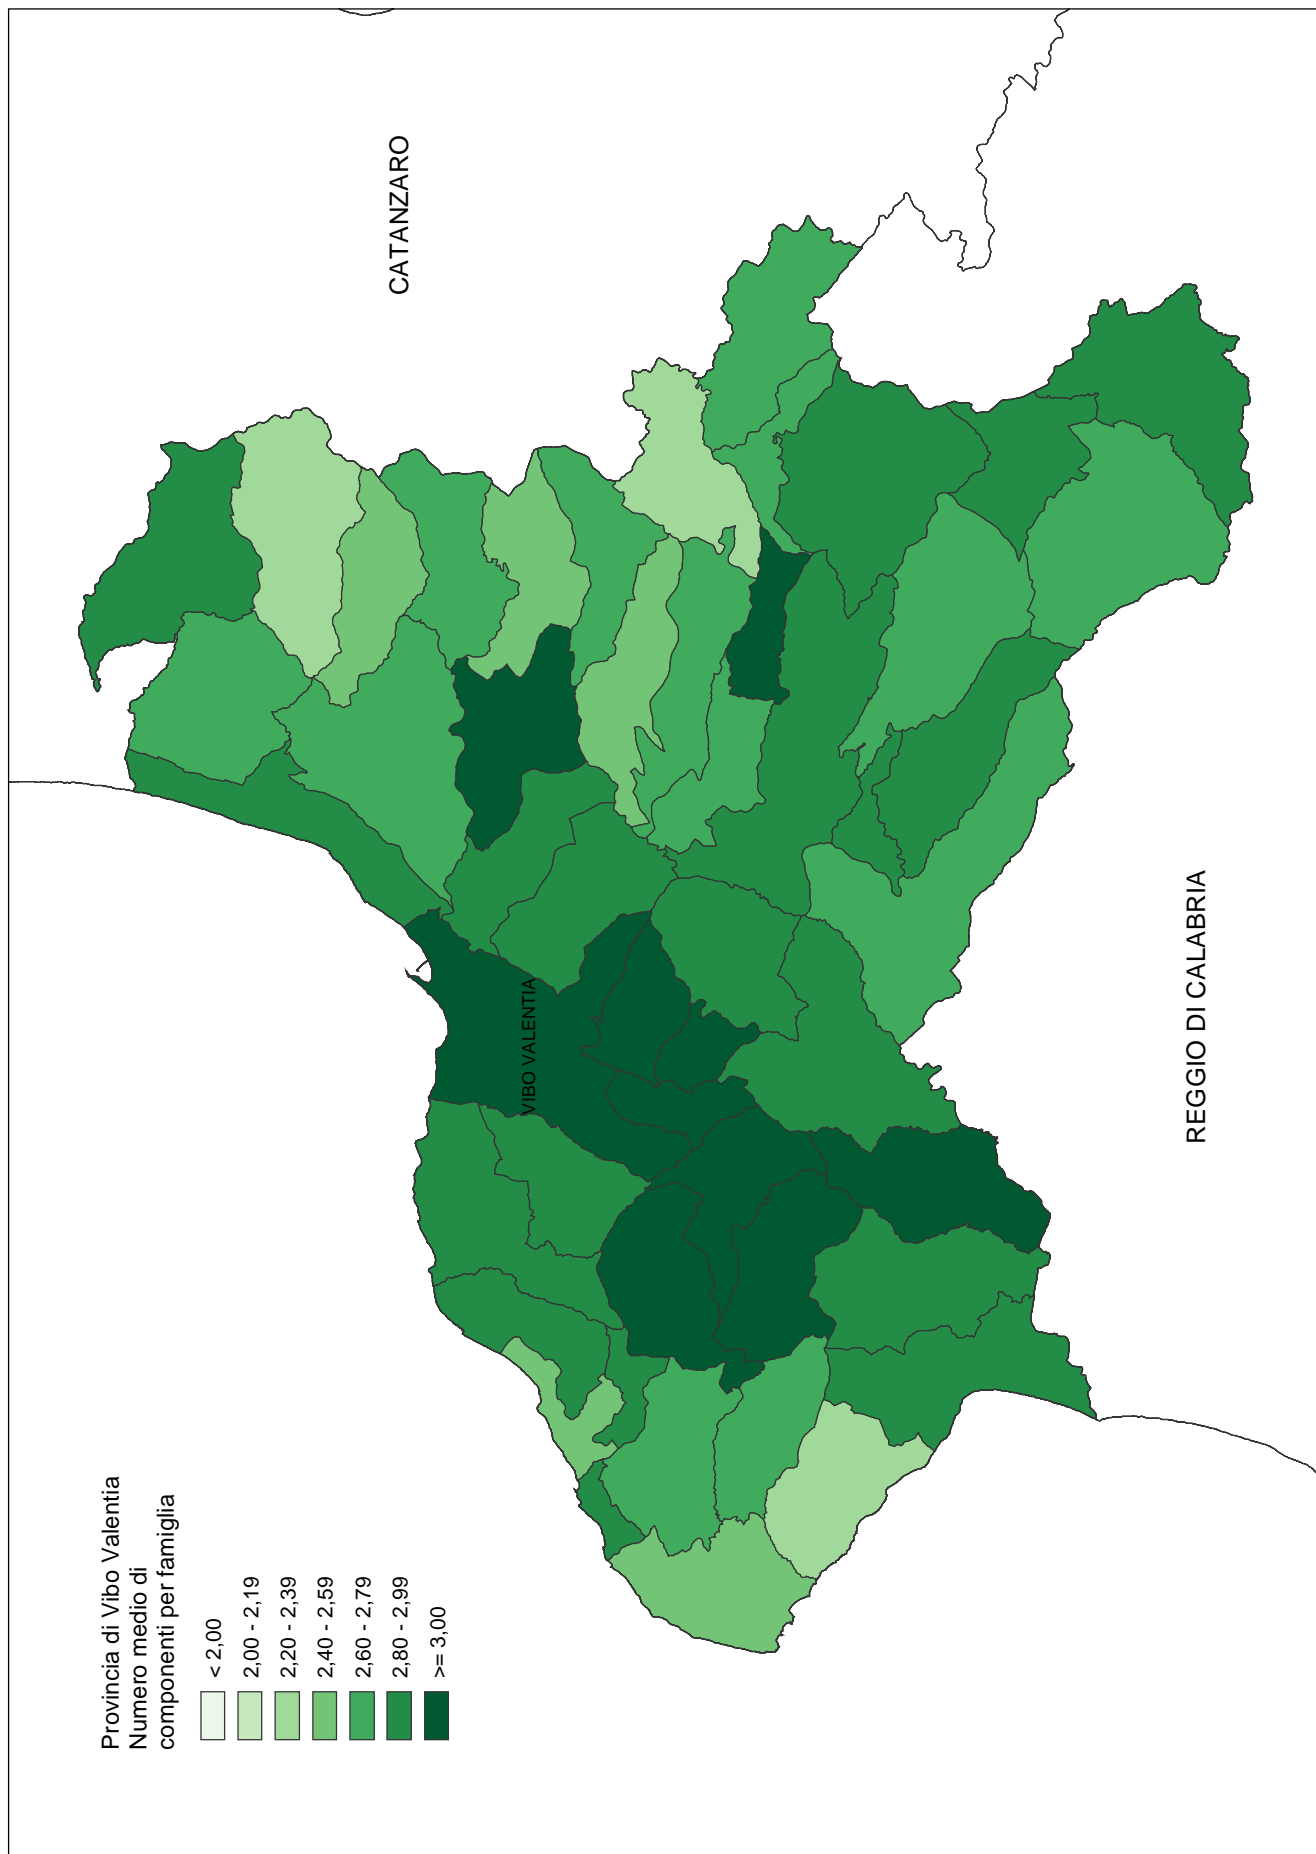 Provincia di Vibo Valentia
Numero medio di
componenti per famiglia
< 2,00
2,00 - 2,19
2,20 - 2,39
2,40 - 2,59
2,60 - 2,79
2,80 - 2,99
>= 3,00
VIBO VALENTIA
CATANZARO
REGGIO DI CALABRIA